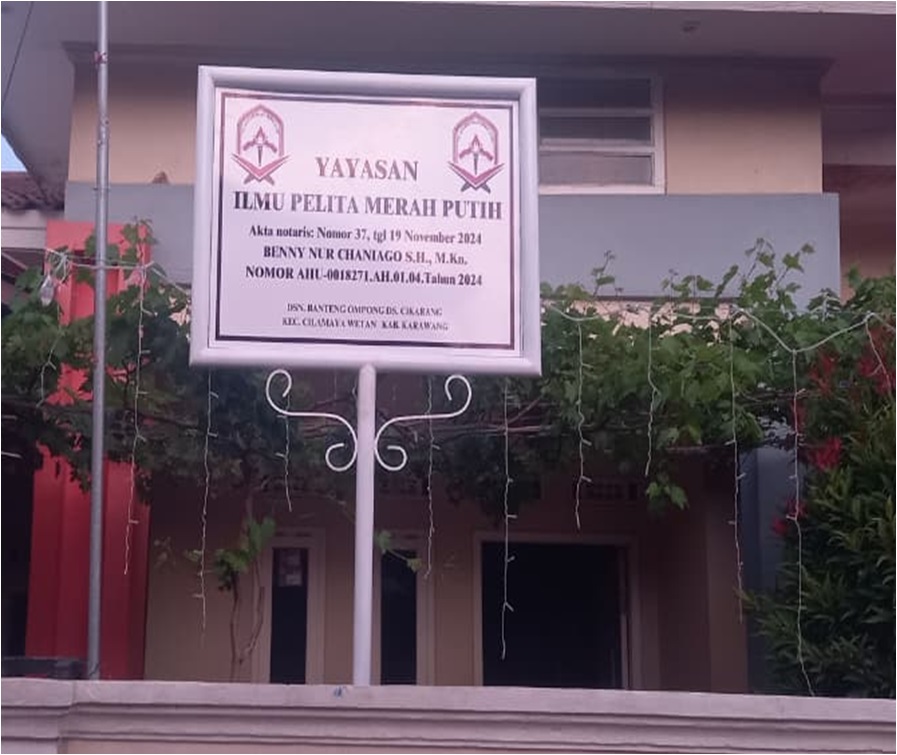 YAYASAN
ILMU PELITA MERAH PUTIH
Akta notaris: Nomor 37, tgl 19 November 2024
BENNY NUR CHANIAGO S.H., M.Kn.
NOMOR AHU-0018271.AH.01.04.Tahun 2024
DSN. BANTENG OMPONG DS. CIKARANG
KEC. CILAMAYA WETAN KAB. KARAWANG